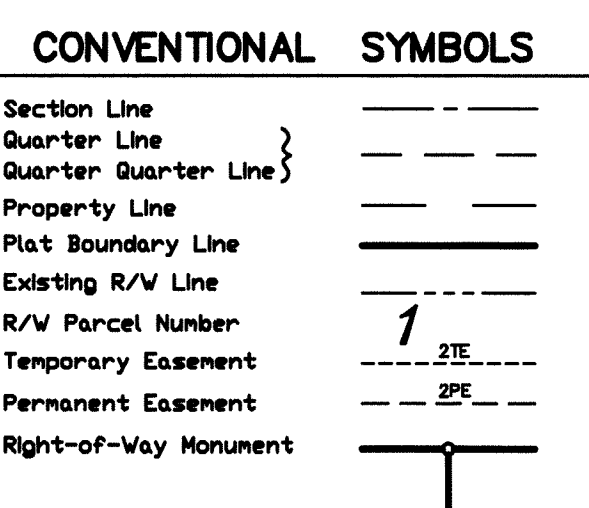 CONVENTIONAL SYMBOLS
Section Line
Quarter Line
Quarter Quarter Line
Property Line
Plat Boundary Line
Existing R/W Line
R/W Parcel Number 1
Temporary Easement 2TE
Permanent Easement 2PE
Right-of-Way Monument